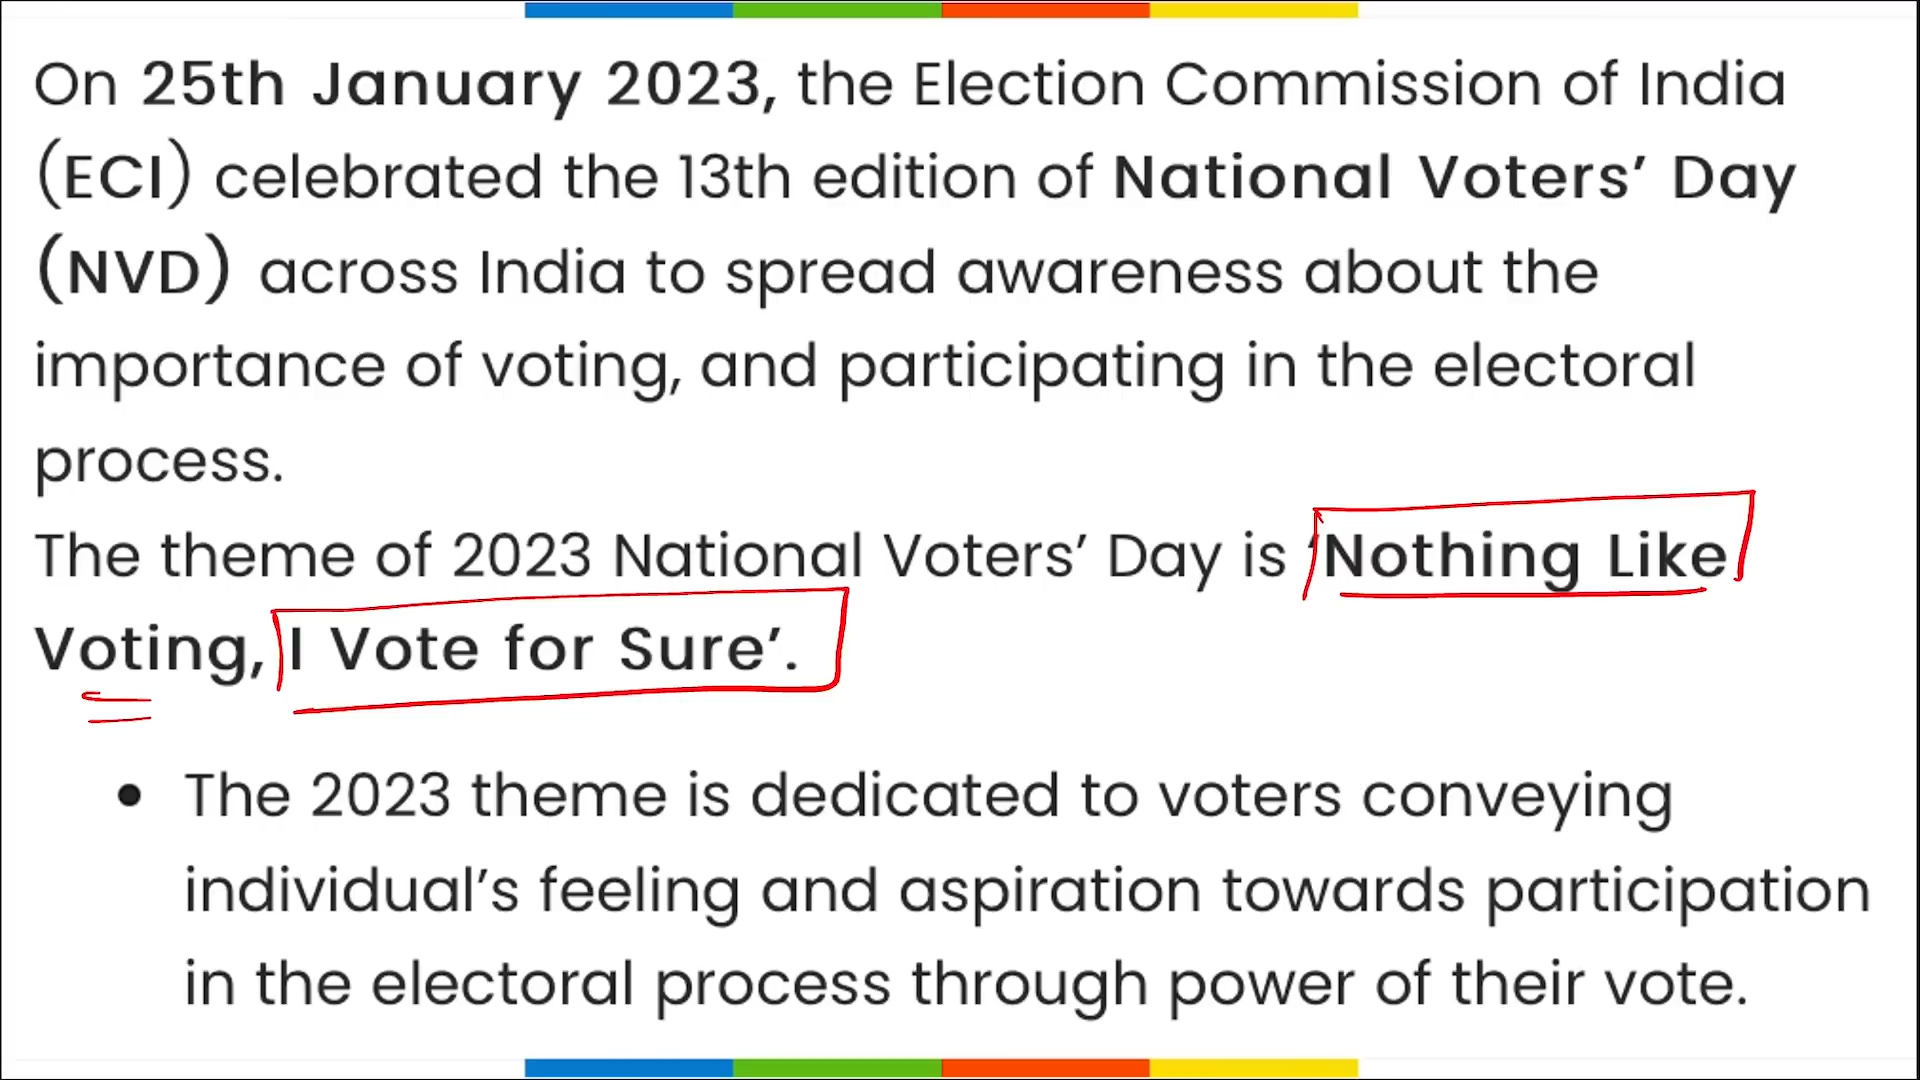 On 25th January 2023, the Election Commission of India
(ECI) celebrated the 13th edition of National Voters’ Day
(NVD) across India to spread awareness about the
importance of voting, and participating in the electoral
process.
The theme of 2023 National Voters’ Day is ‘Nothing Like
Voting, I Vote for Sure’.
• The 2023 theme is dedicated to voters conveying
individual’s feeling and aspiration towards participation
in the electoral process through power of their vote.